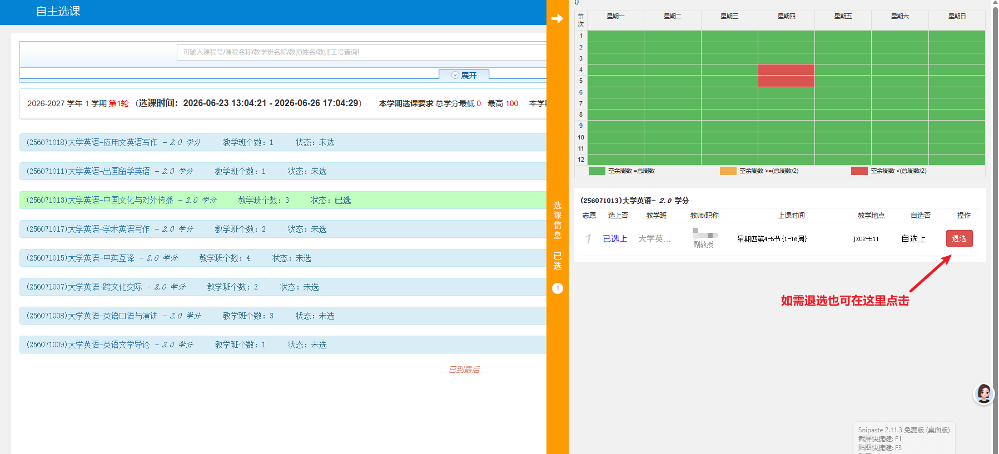 自主选课
可输入课程号/课程名称/教学班名称/教师姓名/教师工号查询!
展开
2026-2027 学年 1 学期 第1轮 （选课时间：2026-06-23 13:04:21 - 2026-06-26 17:04:29） 本学期选课要求 总学分最低 0 最高 100 本学
(256071018)大学英语-应用文英语写作 - 2.0 学分 教学班个数：1 状态：未选
(256071011)大学英语-出国留学英语 - 2.0 学分 教学班个数：1 状态：未选
(256071013)大学英语-中国文化与对外传播 - 2.0 学分 教学班个数：3 状态：已选
(256071017)大学英语-学术英语写作 - 2.0 学分 教学班个数：2 状态：未选
(256071015)大学英语-中英互译 - 2.0 学分 教学班个数：4 状态：未选
(256071007)大学英语-跨文化交际 - 2.0 学分 教学班个数：2 状态：未选
(256071008)大学英语-英语口语与演讲 - 2.0 学分 教学班个数：3 状态：未选
(256071009)大学英语-英语文学导论 - 2.0 学分 教学班个数：1 状态：未选
......已到最后......
选课信息
已选
1
0
节次 星期一 星期二 星期三 星期四 星期五 星期六 星期日
1
2
3
4
5
6
7
8
9
10
11
12
空余周数 =总周数 空余周数 >=(总周数/2) 空余周数 <(总周数/2)
(256071013)大学英语- 2.0 学分
志愿 选上否 教学班 教师/职称 上课时间 教学地点 自选否 操作
1 已选上 大学英... 副教授 星期四第4-5节{1-16周} JX02-511 自选上 退选
如需退选也可在这里点击
Snipaste 2.11.3 免费版 (桌面版)
截屏快捷键: F1
贴图快捷键: F3